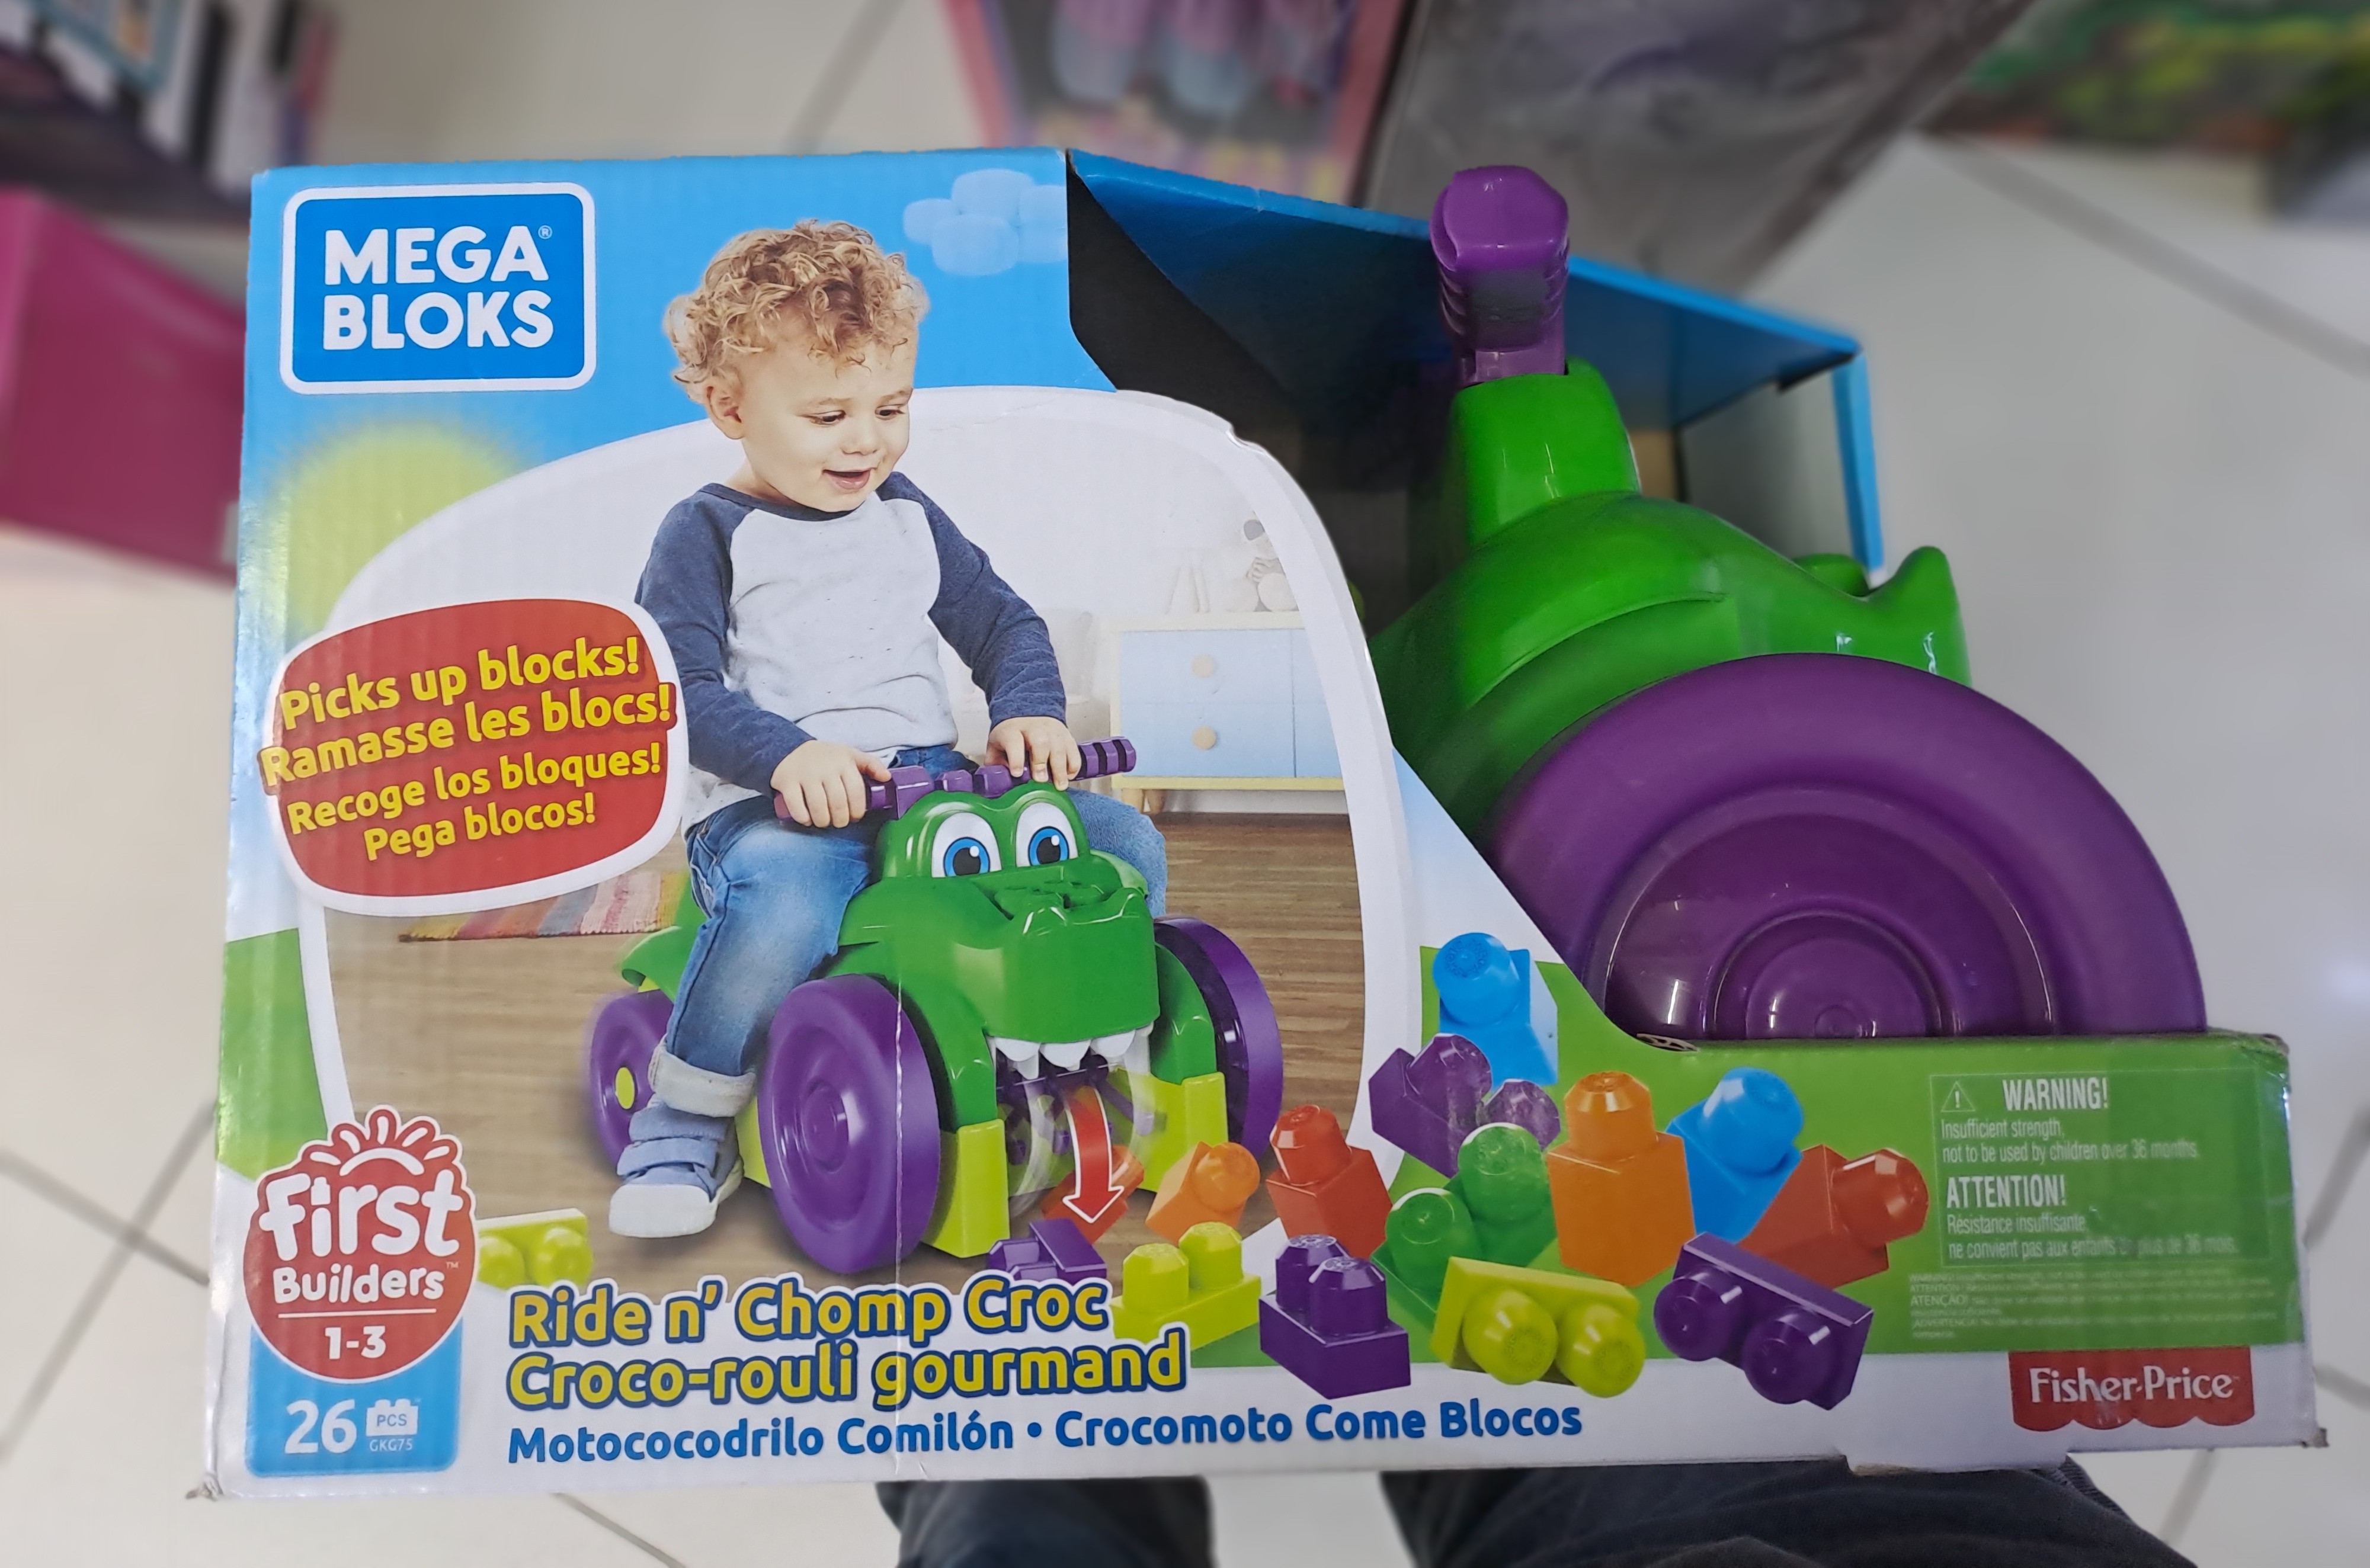 MEGA®
BLOKS
Picks up blocks!
Ramasse les blocs!
Recoge los bloques!
Pega blocos!
First
Builders™
1-3
26 PCS
GKG75
Ride n' Chomp Croc
Croco-rouli gourmand
Motococodrilo Comilón • Crocomoto Come Blocos
WARNING!
Insufficient strength,
not to be used by children over 36 months.
ATTENTION!
Résistance insuffisante.
ne convient pas aux enfants de plus de 36 mois.
Fisher-Price